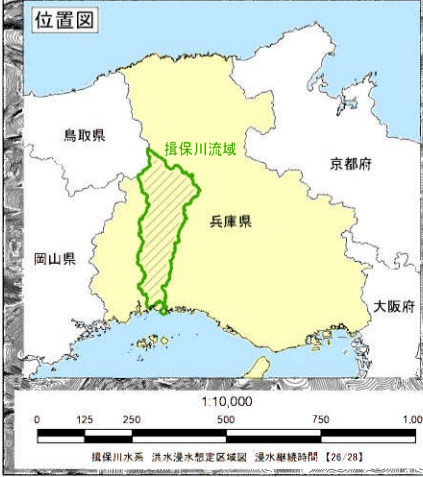 位置図
鳥取県
揖保川流域
京都府
兵庫県
岡山県
大阪府
1:10,000
0 125 250 500 750 1,00
揖保川水系 洪水浸水想定区域図 浸水継続時間 【26/28】